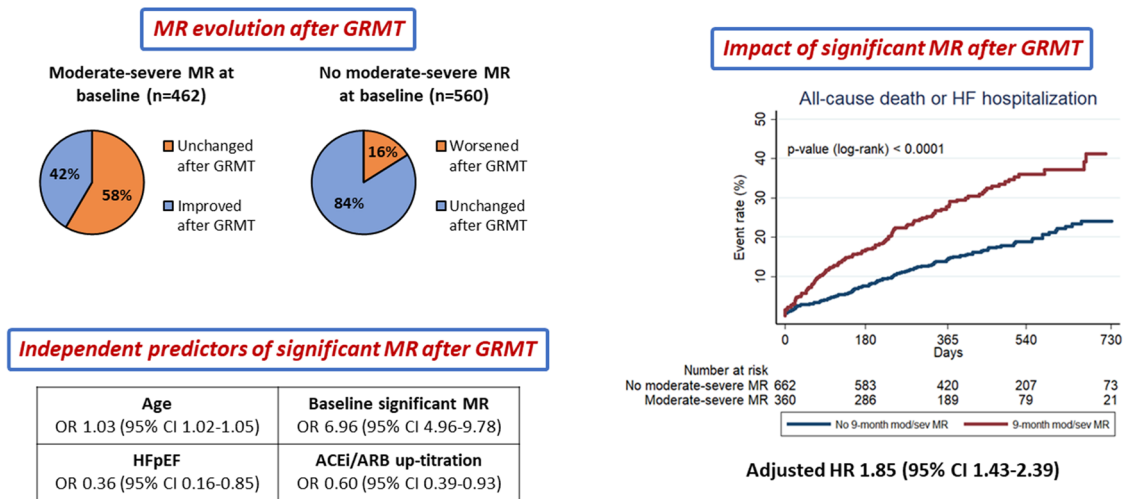 MR evolution after GRMT
Moderate-severe MR at
baseline (n=462)
42%
58%
Unchanged
after GRMT
Improved
after GRMT
No moderate-severe MR
at baseline (n=560)
16%
84%
Worsened
after GRMT
Unchanged
after GRMT
Independent predictors of significant MR after GRMT
Age
OR 1.03 (95% CI 1.02-1.05)
Baseline significant MR
OR 6.96 (95% CI 4.96-9.78)
HFpEF
OR 0.36 (95% CI 0.16-0.85)
ACEi/ARB up-titration
OR 0.60 (95% CI 0.39-0.93)
Impact of significant MR after GRMT
All-cause death or HF hospitalization
p-value (log-rank) < 0.0001
Event rate (%)
50
40
30
20
10
0 180 365 540 730
Days
Number at risk
No moderate-severe MR 662 583 420 207 73
Moderate-severe MR 360 286 189 79 21
No 9-month mod/sev MR 9-month mod/sev MR
Adjusted HR 1.85 (95% CI 1.43-2.39)